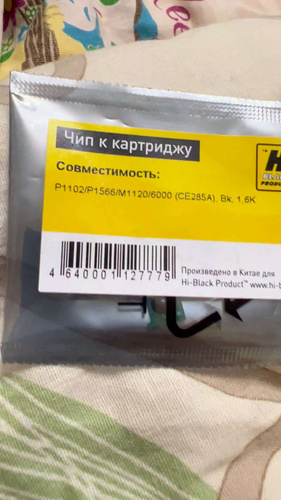 Чип к картриджу
Совместимость:
P1102/P1566/M1120/6000 (CE285A), Bk, 1,6K
4 640001 127779
Произведено в Китае для
Hi-Black Product™ www.hi-b